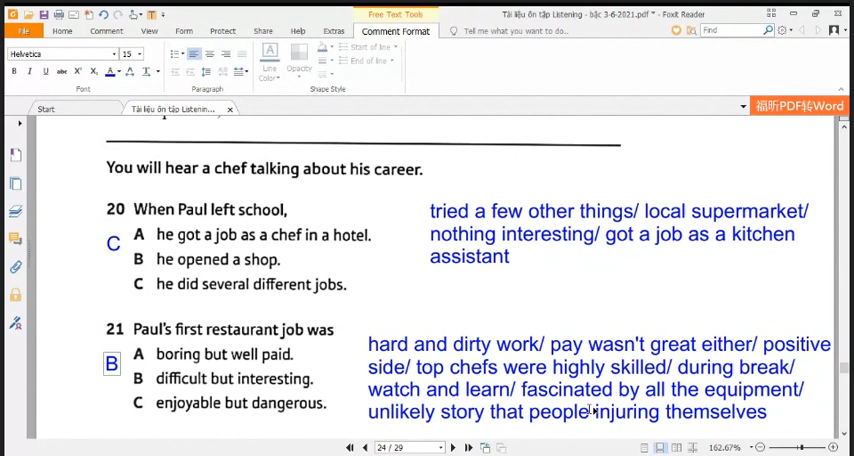 Free Text Tools
Tài liệu ôn tập Listening - bậc 3-6-2021.pdf * - Foxit Reader
File Home Comment View Form Protect Share Help Extras Comment Format Tell me what you want to do... Find
Helvetica 15
Line Color Opacity Start of line
End of line
Font Paragraph Shape Style
Start Tài liệu ôn tập Listenin... 福昕PDF转Word
You will hear a chef talking about his career.
20 When Paul left school,
A he got a job as a chef in a hotel.
B he opened a shop.
C he did several different jobs.
C
tried a few other things/ local supermarket/
nothing interesting/ got a job as a kitchen
assistant
21 Paul's first restaurant job was
A boring but well paid.
B difficult but interesting.
C enjoyable but dangerous.
B
hard and dirty work/ pay wasn't great either/ positive
side/ top chefs were highly skilled/ during break/
watch and learn/ fascinated by all the equipment/
unlikely story that people injuring themselves
24 / 29 162.67%